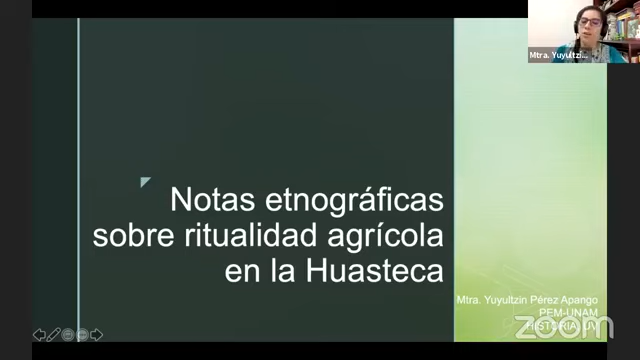 Mtra. Yuyultzi...
Notas etnográficas
sobre ritualidad agrícola
en la Huasteca
Mtra. Yuyultzin Pérez Apango
PEM-UNAM
HISTORIA, UV
zoom